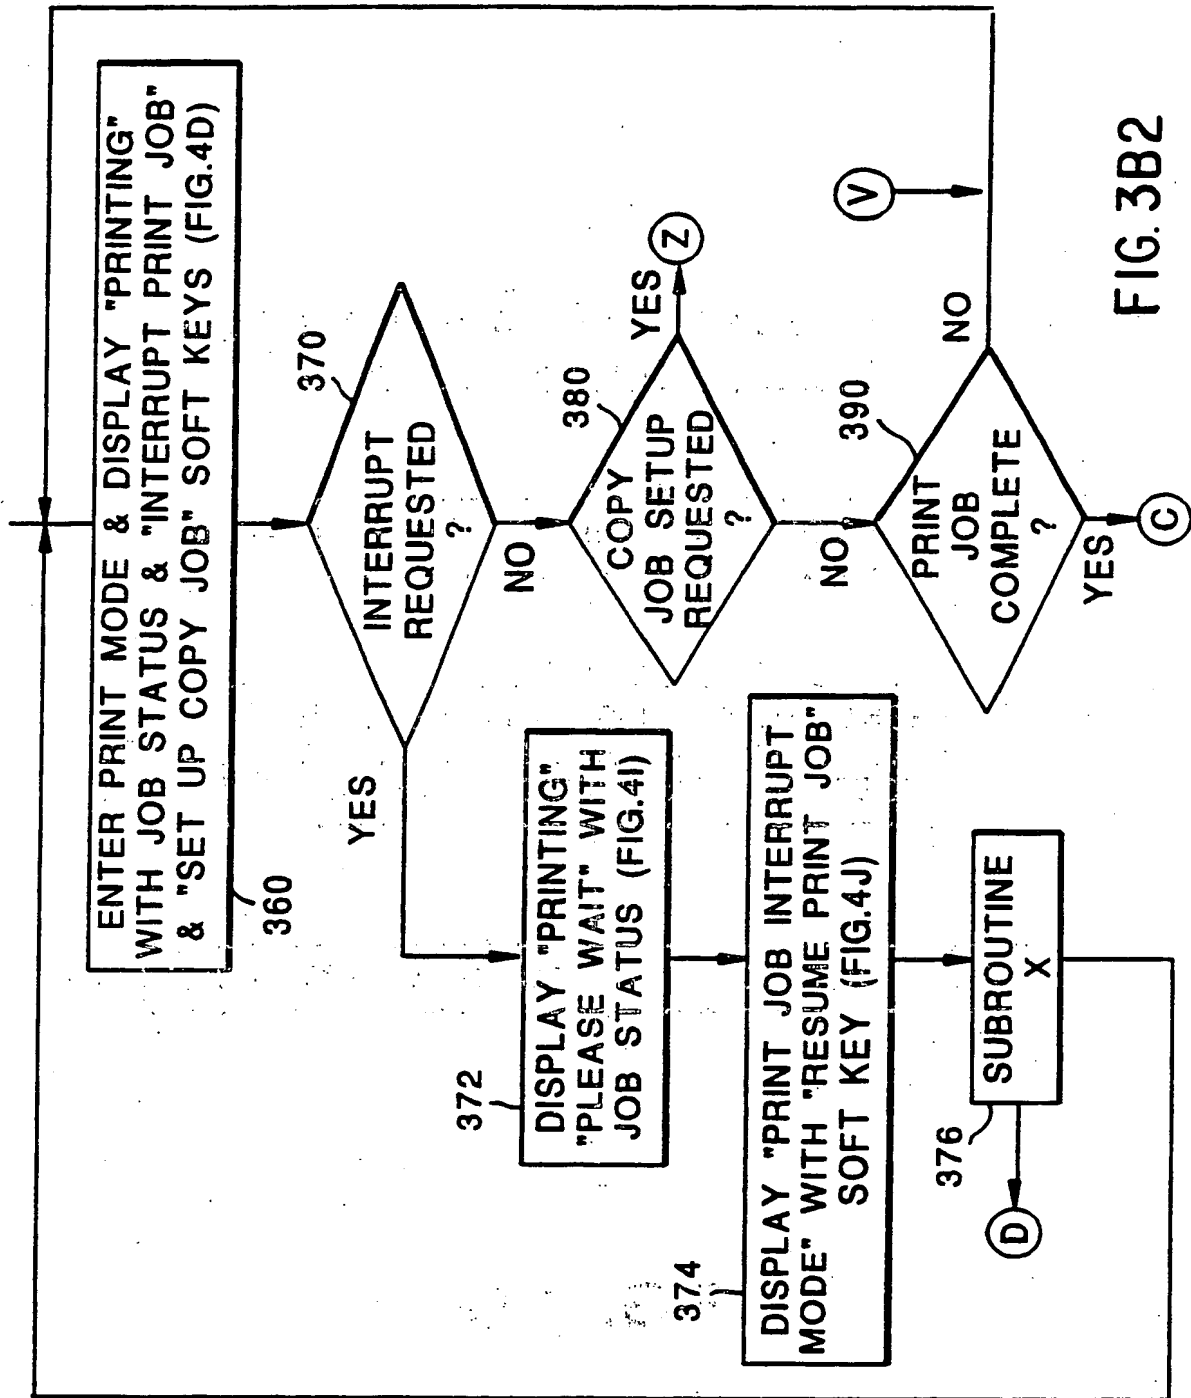 ENTER PRINT MODE & DISPLAY "PRINTING"
WITH JOB STATUS & "INTERRUPT PRINT JOB"
& "SET UP COPY JOB" SOFT KEYS (FIG.4D)
360
INTERRUPT
REQUESTED
?
370
YES
NO
372
DISPLAY "PRINTING"
"PLEASE WAIT" WITH
JOB STATUS (FIG.4I)
COPY
JOB SETUP
REQUESTED
?
380
YES
Z
NO
374
DISPLAY "PRINT JOB INTERRUPT
MODE" WITH "RESUME PRINT JOB"
SOFT KEY (FIG.4J)
PRINT
JOB
COMPLETE
?
390
NO
V
YES
C
376
SUBROUTINE
X
D
FIG. 3B2